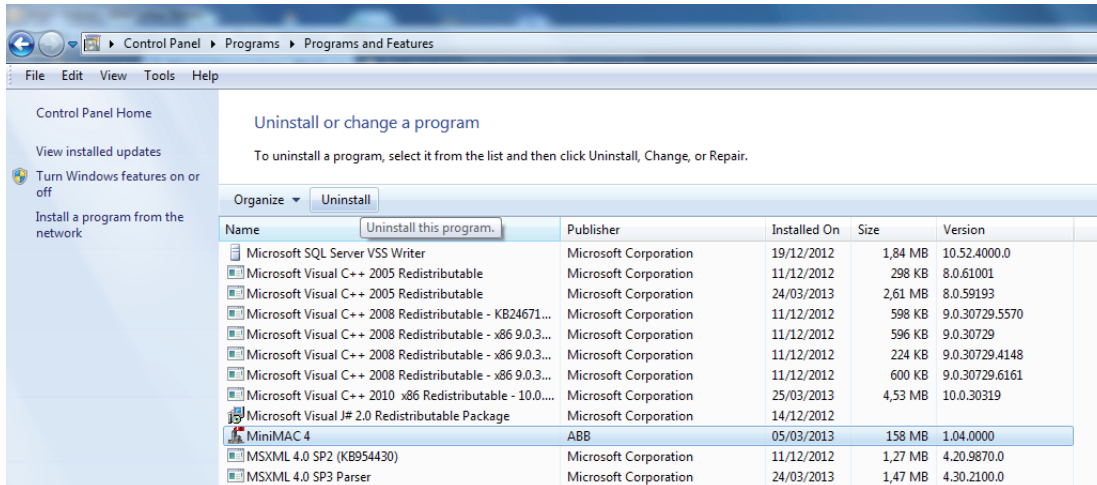 Control Panel ▸ Programs ▸ Programs and Features
File Edit View Tools Help
Control Panel Home
View installed updates
Turn Windows features on or
off
Install a program from the
network
Uninstall or change a program
To uninstall a program, select it from the list and then click Uninstall, Change, or Repair.
Organize Uninstall
Uninstall this program.
Name Publisher Installed On Size Version
Microsoft SQL Server VSS Writer Microsoft Corporation 19/12/2012 1,84 MB 10.52.4000.0
Microsoft Visual C++ 2005 Redistributable Microsoft Corporation 11/12/2012 298 KB 8.0.61001
Microsoft Visual C++ 2005 Redistributable Microsoft Corporation 24/03/2013 2,61 MB 8.0.59193
Microsoft Visual C++ 2008 Redistributable - KB24671... Microsoft Corporation 11/12/2012 598 KB 9.0.30729.5570
Microsoft Visual C++ 2008 Redistributable - x86 9.0.3... Microsoft Corporation 11/12/2012 596 KB 9.0.30729
Microsoft Visual C++ 2008 Redistributable - x86 9.0.3... Microsoft Corporation 11/12/2012 224 KB 9.0.30729.4148
Microsoft Visual C++ 2008 Redistributable - x86 9.0.3... Microsoft Corporation 11/12/2012 600 KB 9.0.30729.6161
Microsoft Visual C++ 2010 x86 Redistributable - 10.0.... Microsoft Corporation 25/03/2013 4,53 MB 10.0.30319
Microsoft Visual J# 2.0 Redistributable Package Microsoft Corporation 14/12/2012
MiniMAC 4 ABB 05/03/2013 158 MB 1.04.0000
MSXML 4.0 SP2 (KB954430) Microsoft Corporation 11/12/2012 1,27 MB 4.20.9870.0
MSXML 4.0 SP3 Parser Microsoft Corporation 24/03/2013 1,47 MB 4.30.2100.0